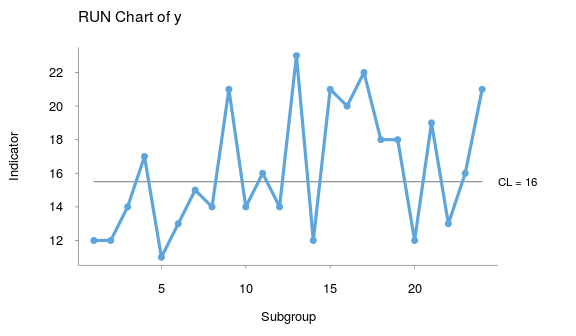 RUN Chart of y
22
20
18
16
14
12
Indicator
CL = 16
5 10 15 20
Subgroup